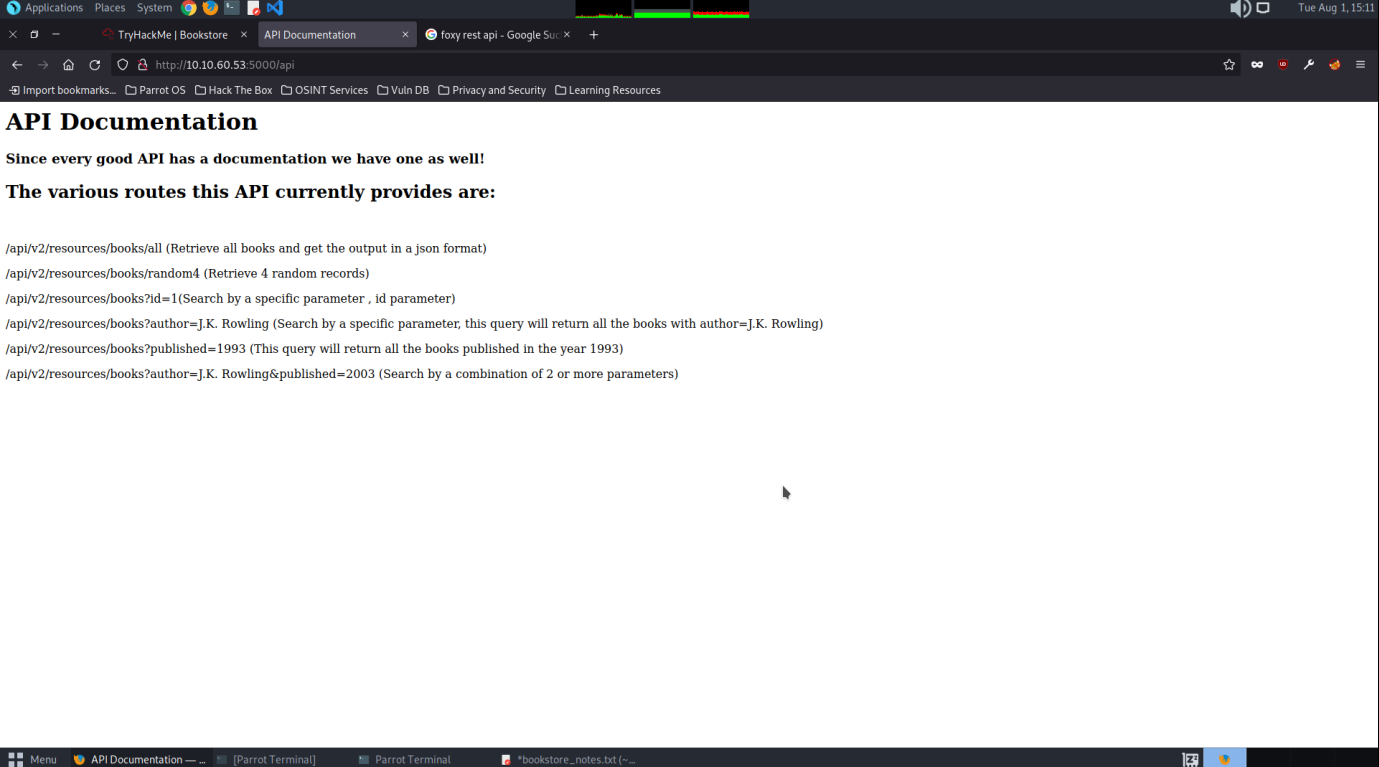 Applications Places System Tue Aug 1, 15:11
TryHackMe | Bookstore × API Documentation × foxy rest api - Google Suc × +
http://10.10.60.53:5000/api
Import bookmarks... Parrot OS Hack The Box OSINT Services Vuln DB Privacy and Security Learning Resources
API Documentation
Since every good API has a documentation we have one as well!
The various routes this API currently provides are:
/api/v2/resources/books/all (Retrieve all books and get the output in a json format)
/api/v2/resources/books/random4 (Retrieve 4 random records)
/api/v2/resources/books?id=1(Search by a specific parameter , id parameter)
/api/v2/resources/books?author=J.K. Rowling (Search by a specific parameter, this query will return all the books with author=J.K. Rowling)
/api/v2/resources/books?published=1993 (This query will return all the books published in the year 1993)
/api/v2/resources/books?author=J.K. Rowling&published=2003 (Search by a combination of 2 or more parameters)
Menu API Documentation — ... [Parrot Terminal] Parrot Terminal *bookstore_notes.txt (~...